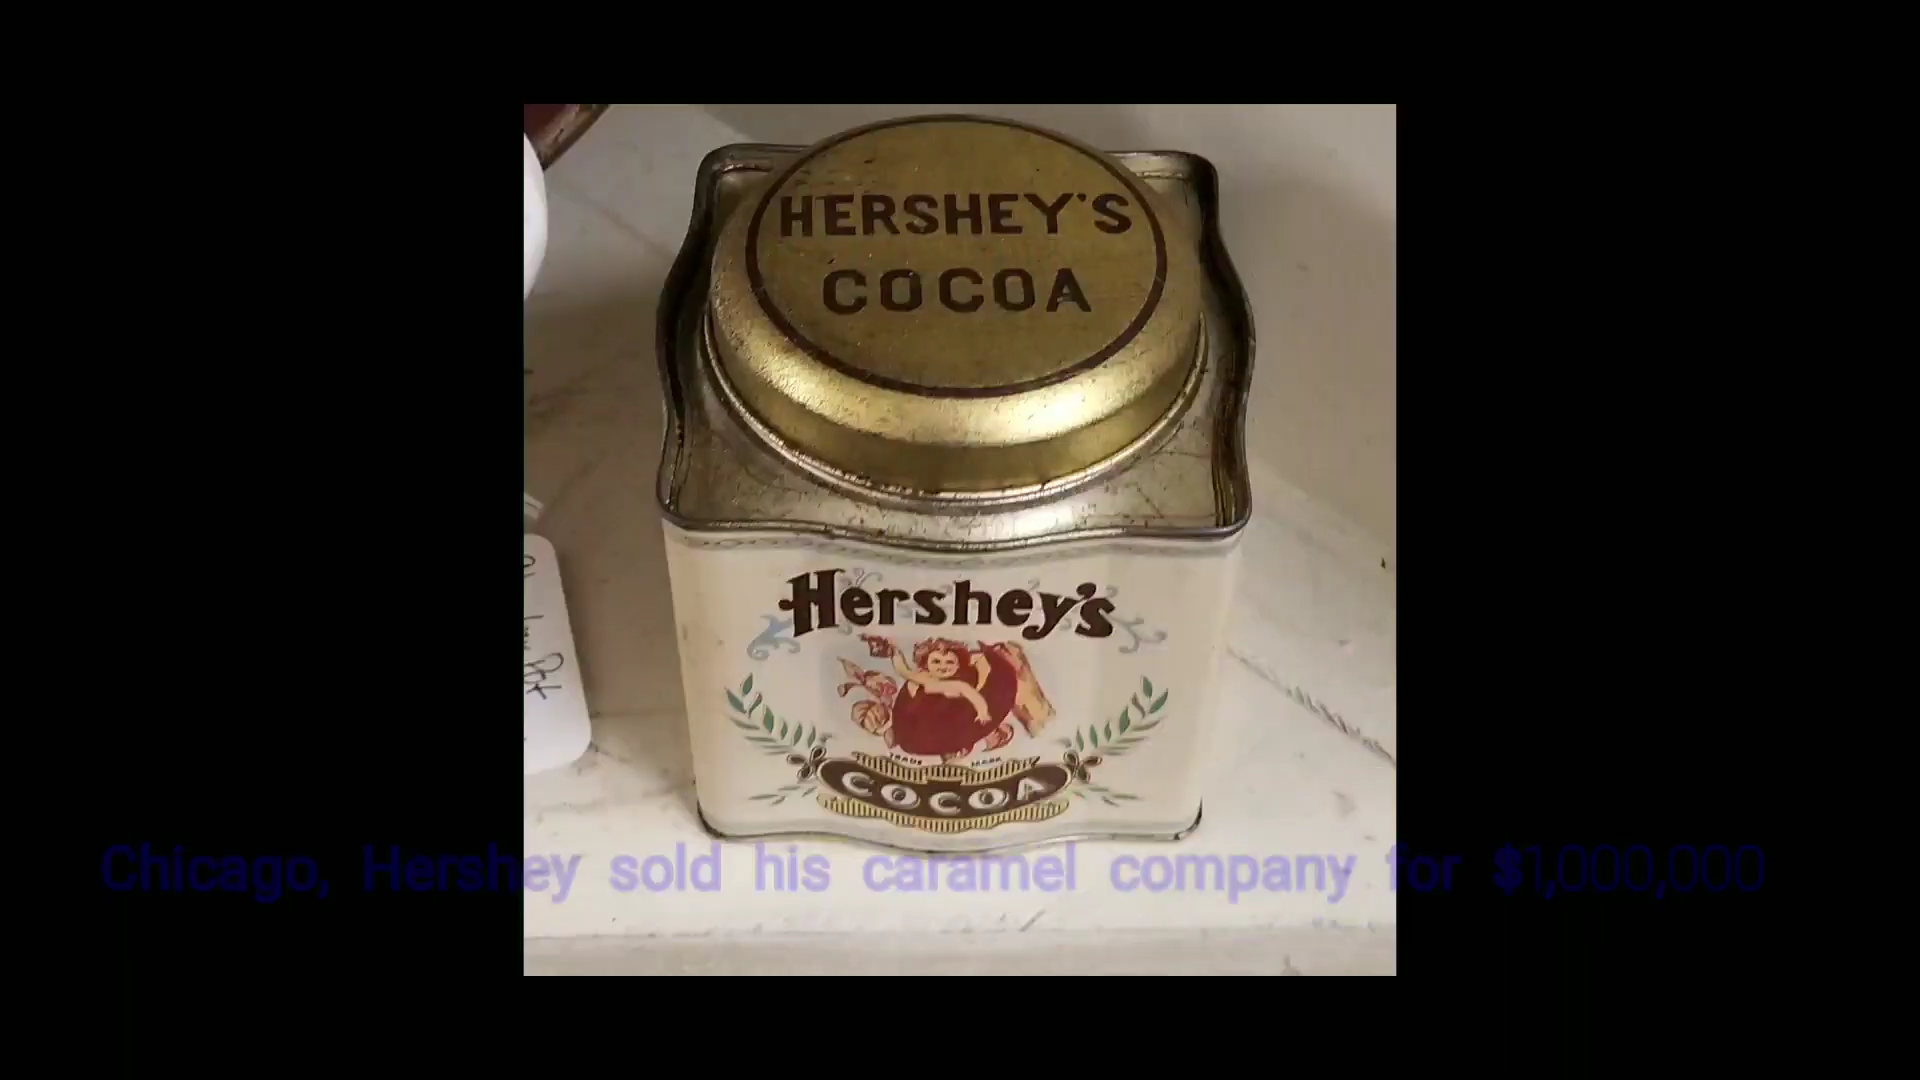 HERSHEY'S
COCOA
Hershey's
TRADE MARK
COCOA
Chicago, Hershey sold his caramel company for $1,000,000